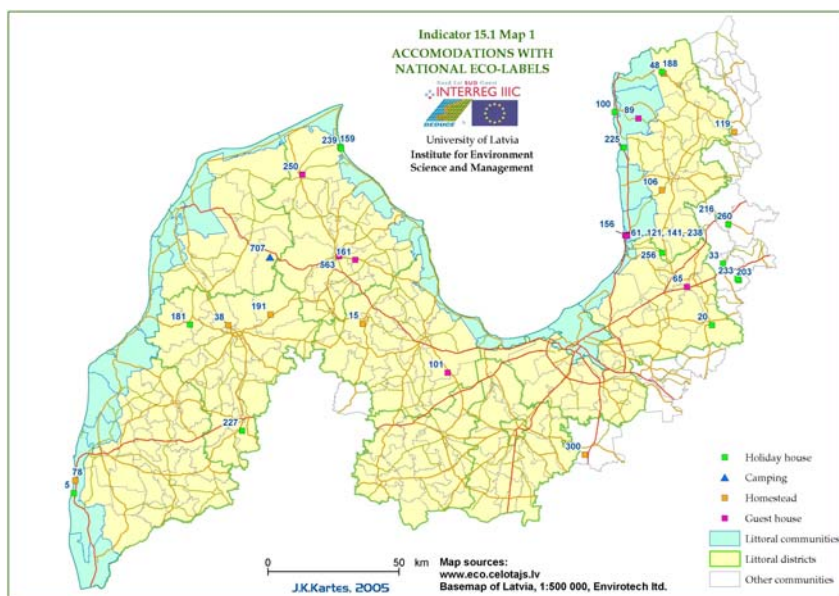 Indicator 15.1 Map 1
ACCOMODATIONS WITH
NATIONAL ECO-LABELS
INTERREG IIIC
DEDUCE
University of Latvia
Institute for Environment
Science and Management
48 188
100
89
119
225
239 159
250
106
216
260
156
61, 121, 141, 238
707
161
563
256
33
65
233 203
181
38
191
15
20
101
227
300
78
5
Holiday house
Camping
Homestead
Guest house
Littoral communities
Littoral districts
Other communities
0 50 km
J.K.Kartes, 2005
Map sources:
www.eco.celotajs.lv
Basemap of Latvia, 1:500 000, Envirotech ltd.